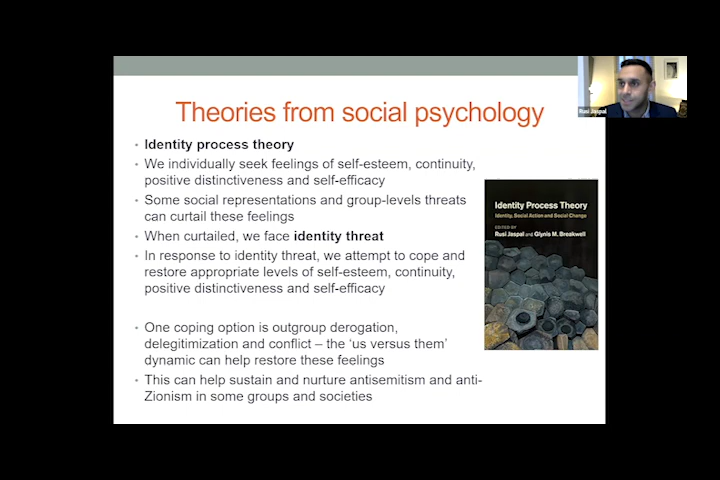 Theories from social psychology
• Identity process theory
• We individually seek feelings of self-esteem, continuity,
positive distinctiveness and self-efficacy
• Some social representations and group-levels threats
can curtail these feelings
• When curtailed, we face identity threat
• In response to identity threat, we attempt to cope and
restore appropriate levels of self-esteem, continuity,
positive distinctiveness and self-efficacy
• One coping option is outgroup derogation,
delegitimization and conflict – the ‘us versus them’
dynamic can help restore these feelings
• This can help sustain and nurture antisemitism and anti-
Zionism in some groups and societies
Identity Process Theory
Identity, Social Action and Social Change
EDITED BY
Rusi Jaspal and Glynis M. Breakwell
Rusi Jaspal